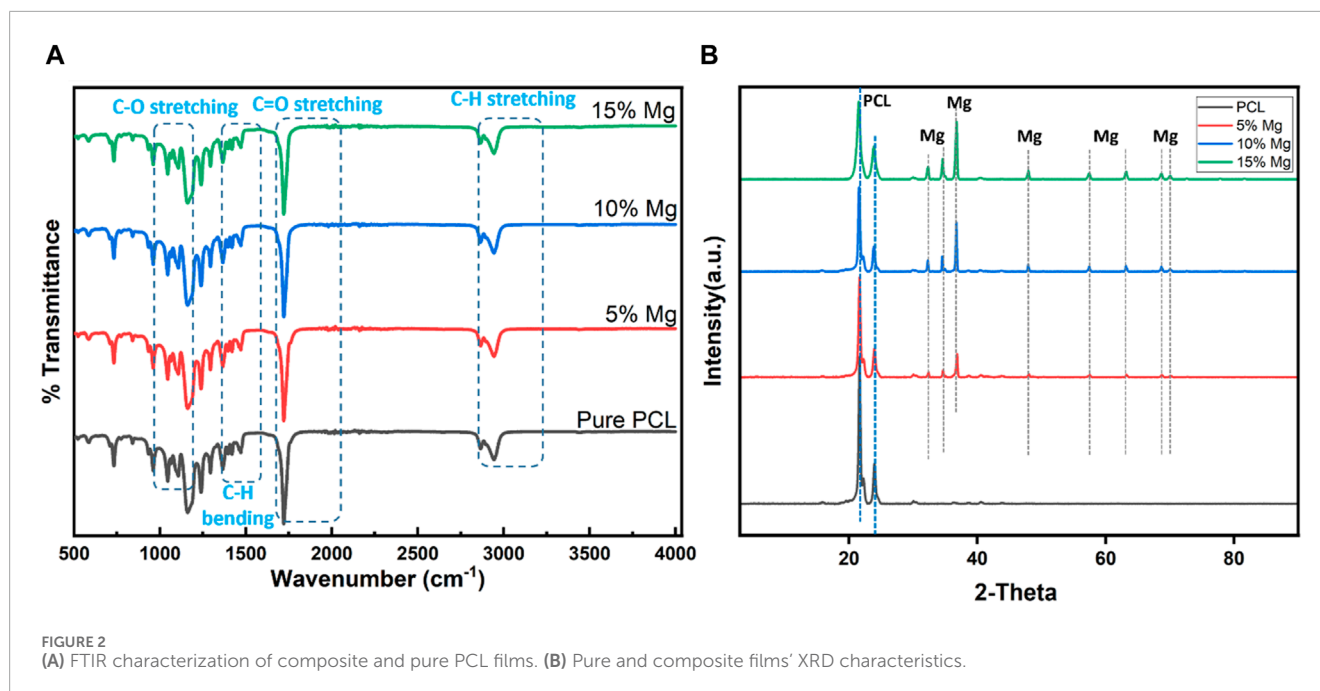 A
C-O stretching
C=O stretching
C-H stretching
15% Mg
10% Mg
5% Mg
Pure PCL
C-H
bending
% Transmittance
500 1000 1500 2000 2500 3000 3500 4000
Wavenumber (cm⁻¹)
B
PCL
Mg
Mg
Mg
Mg
Mg
PCL
5% Mg
10% Mg
15% Mg
Intensity(a.u.)
20 40 60 80
2-Theta
FIGURE 2
(A) FTIR characterization of composite and pure PCL films. (B) Pure and composite films’ XRD characteristics.